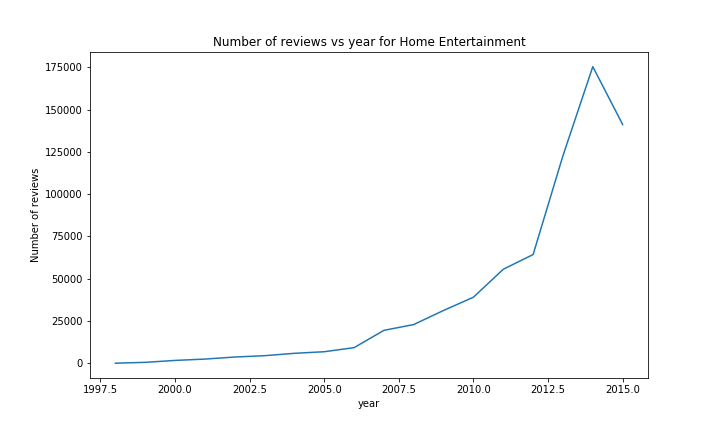 Number of reviews vs year for Home Entertainment
175000
150000
125000
100000
75000
50000
25000
0
Number of reviews
1997.5 2000.0 2002.5 2005.0 2007.5 2010.0 2012.5 2015.0
year